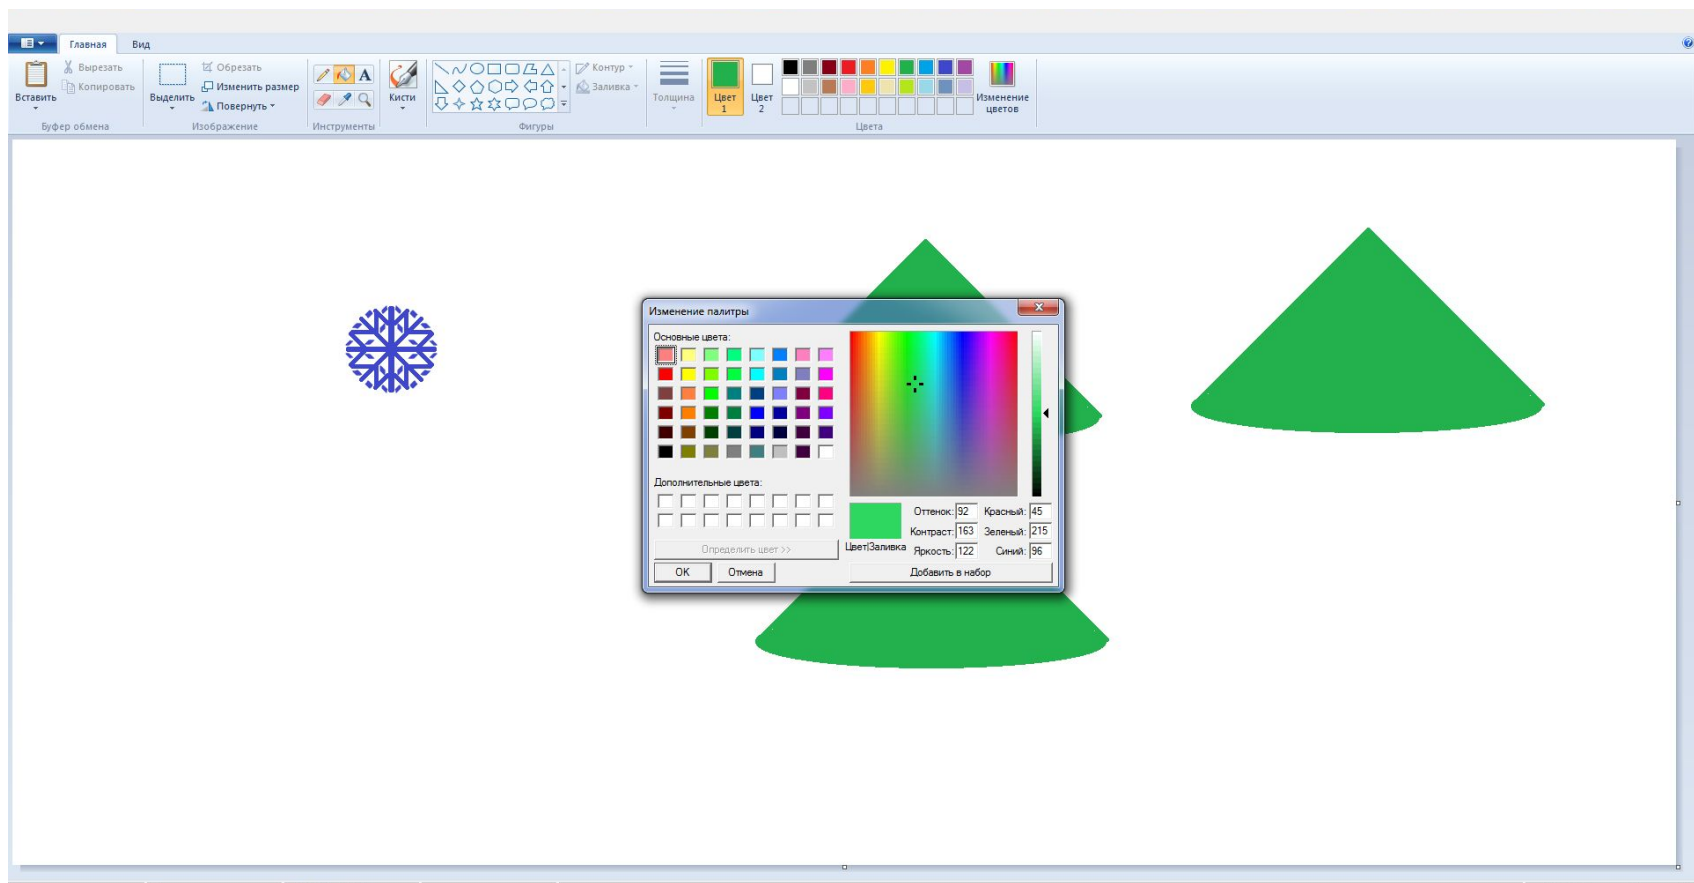 Главная Вид
Вставить
Вырезать
Копировать
Буфер обмена
Выделить
Обрезать
Изменить размер
Повернуть
Изображение
A
Инструменты
Кисти
Контур
Заливка
Фигуры
Толщина
Цвет 1
Цвет 2
Изменение цветов
Цвета
Изменение палитры
Основные цвета:
Дополнительные цвета:
Определить цвет >>
OK Отмена
Цвет|Заливка
Оттенок: 92 Красный: 45
Контраст: 163 Зеленый: 215
Яркость: 122 Синий: 96
Добавить в набор